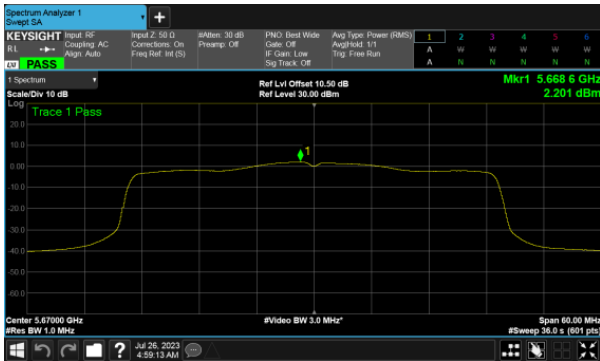 Spectrum Analyzer 1
Swept SA
KEYSIGHT
RL
LXI
PASS
Input: RF
Coupling: AC
Align: Auto
Input Z: 50 Ω
Corrections: On
Freq Ref: Int (S)
#Atten: 30 dB
Preamp: Off
PNO: Best Wide
Gate: Off
IF Gain: Low
Sig Track: Off
Avg Type: Power (RMS)
Avg|Hold: 1/1
Trig: Free Run
1 2 3 4 5 6
A W W W W W
A N N N N N
1 Spectrum
Scale/Div 10 dB
Ref Lvl Offset 10.50 dB
Ref Level 30.00 dBm
Mkr1 5.668 6 GHz
2.201 dBm
Log
Trace 1 Pass
20.0
10.0
0.00
-10.0
-20.0
-30.0
-40.0
-50.0
-60.0
1
Center 5.67000 GHz
#Res BW 1.0 MHz
#Video BW 3.0 MHz*
Span 60.00 MHz
#Sweep 36.0 s (601 pts)
?
Jul 26, 2023
4:59:13 AM